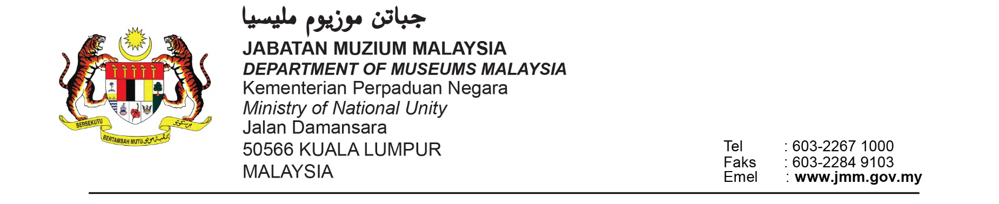 جباتن موزيوم مليسيا
JABATAN MUZIUM MALAYSIA
DEPARTMENT OF MUSEUMS MALAYSIA
Kementerian Perpaduan Negara
Ministry of National Unity
Jalan Damansara
50566 KUALA LUMPUR
MALAYSIA
BERSEKUTU
برسكوتو
BERTAMBAH MUTU برتمبه موتو
Tel : 603-2267 1000
Faks : 603-2284 9103
Emel : www.jmm.gov.my